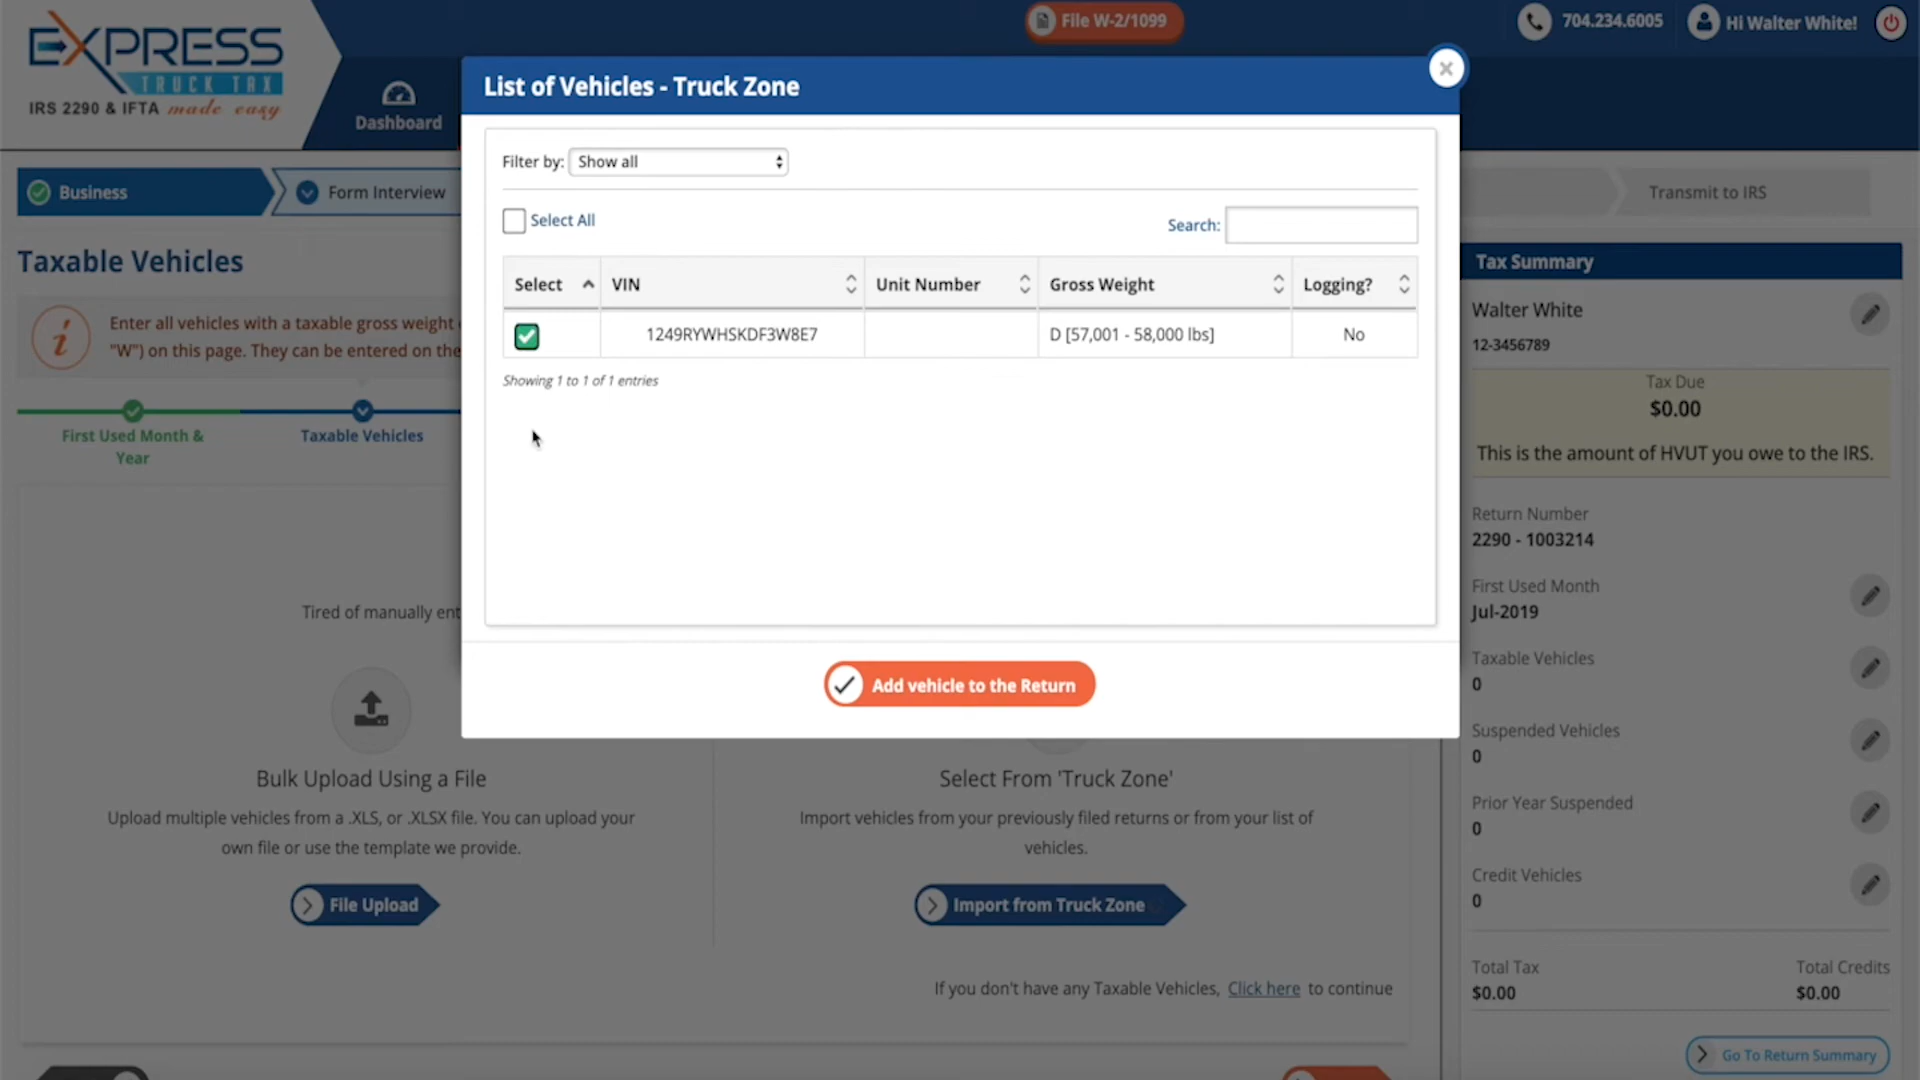 EXPRESS
TRUCK TAX
IRS 2290 & IFTA made easy
Dashboard
File W-2/1099
704.234.6005
Hi Walter White!
List of Vehicles - Truck Zone
Business
Form Interview
Transmit to IRS
Filter by: Show all
Select All
Search:
Select
VIN
Unit Number
Gross Weight
Logging?
1249RYWHSKDF3W8E7
D [57,001 - 58,000 lbs]
No
Showing 1 to 1 of 1 entries
Add vehicle to the Return
Taxable Vehicles
Enter all vehicles with a taxable gross weight
"W") on this page. They can be entered on the
First Used Month &
Year
Taxable Vehicles
Tired of manually ent
Bulk Upload Using a File
Upload multiple vehicles from a .XLS, or .XLSX file. You can upload your
own file or use the template we provide.
File Upload
Select From 'Truck Zone'
Import vehicles from your previously filed returns or from your list of
vehicles.
Import from Truck Zone
If you don't have any Taxable Vehicles, Click here to continue
Tax Summary
Walter White
12-3456789
Tax Due
$0.00
This is the amount of HVUT you owe to the IRS.
Return Number
2290 - 1003214
First Used Month
Jul-2019
Taxable Vehicles
0
Suspended Vehicles
0
Prior Year Suspended
0
Credit Vehicles
0
Total Tax
$0.00
Total Credits
$0.00
Go To Return Summary